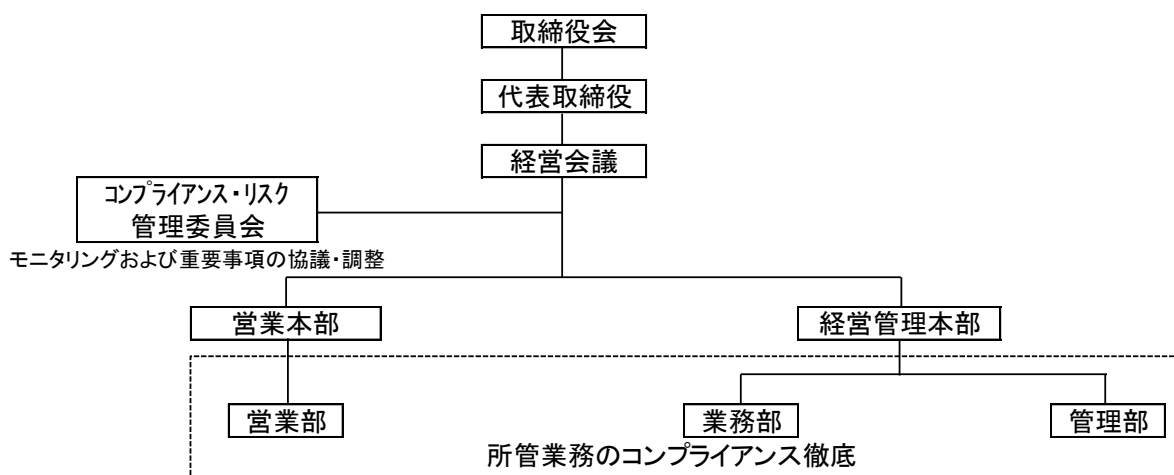 取締役会
代表取締役
経営会議
コンプライアンス・リスク
管理委員会
モニタリングおよび重要事項の協議・調整
営業本部
経営管理本部
営業部
業務部
管理部
所管業務のコンプライアンス徹底